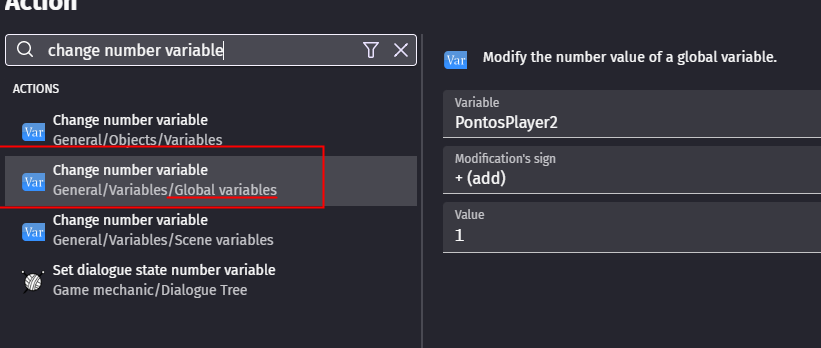 Action
change number variable
ACTIONS
Var
Change number variable
General/Objects/Variables
Var
Change number variable
General/Variables/Global variables
Var
Change number variable
General/Variables/Scene variables
Set dialogue state number variable
Game mechanic/Dialogue Tree
Var
Modify the number value of a global variable.
Variable
PontosPlayer2
Modification's sign
+ (add)
Value
1